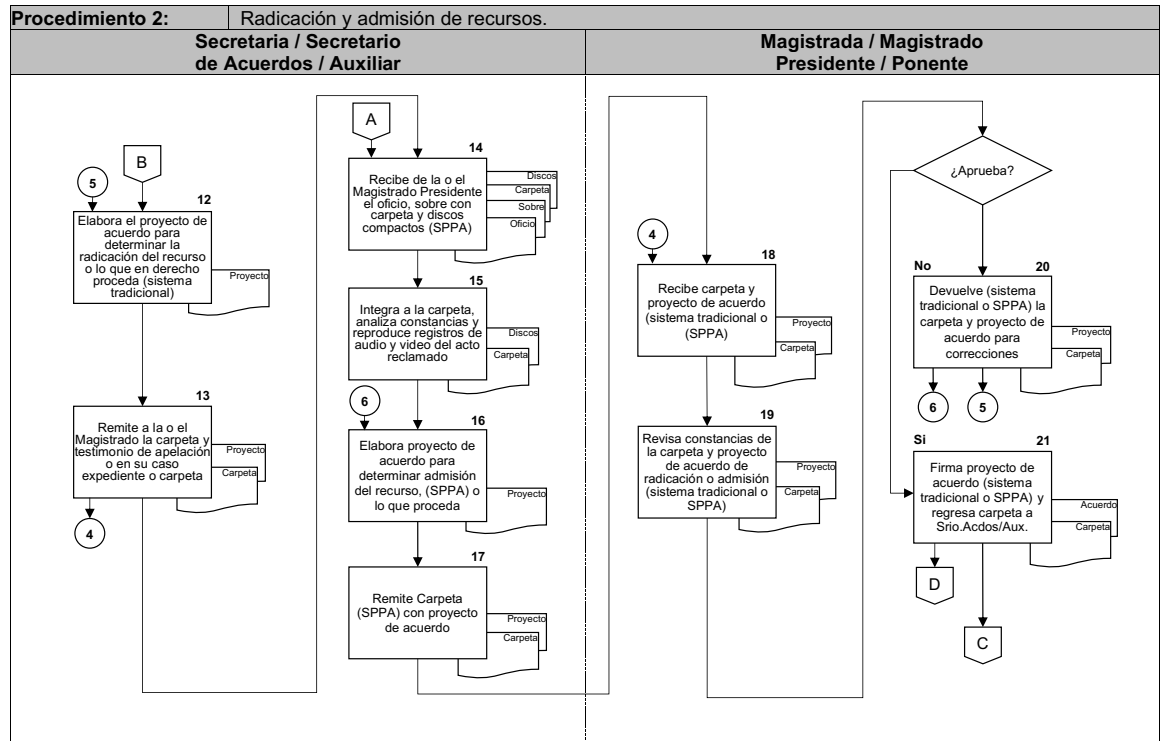 Procedimiento 2:
Radicación y admisión de recursos.
Secretaria / Secretario
de Acuerdos / Auxiliar
Magistrada / Magistrado
Presidente / Ponente
B
5
12
Elabora el proyecto de
acuerdo para
determinar la
radicación del recurso
o lo que en derecho
proceda (sistema
tradicional)
Proyecto
13
Remite a la o el
Magistrado la carpeta y
testimonio de apelación
o en su caso
expediente o carpeta
Proyecto
Carpeta
4
A
14
Recibe de la o el
Magistrado Presidente
el oficio, sobre con
carpeta y discos
compactos (SPPA)
Discos
Carpeta
Sobre
Oficio
15
Integra a la carpeta,
analiza constancias y
reproduce registros de
audio y video del acto
reclamado
Discos
Carpeta
6
16
Elabora proyecto de
acuerdo para
determinar admisión
del recurso, (SPPA) o
lo que proceda
Proyecto
17
Remite Carpeta
(SPPA) con proyecto
de acuerdo
Proyecto
Carpeta
4
18
Recibe carpeta y
proyecto de acuerdo
(sistema tradicional o
(SPPA)
Proyecto
Carpeta
19
Revisa constancias de
la carpeta y proyecto
de acuerdo de
radicación o admisión
(sistema tradicional o
SPPA)
Proyecto
Carpeta
¿Aprueba?
No
20
Devuelve (sistema
tradicional o SPPA) la
carpeta y proyecto de
acuerdo para
correcciones
Proyecto
Carpeta
6
5
Si
21
Firma proyecto de
acuerdo (sistema
tradicional o SPPA) y
regresa carpeta a
Srio.Acdos/Aux.
Acuerdo
Carpeta
D
C